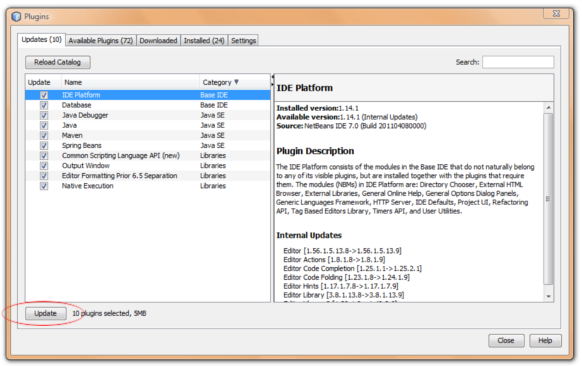 Plugins
Updates (10) Available Plugins (72) Downloaded Installed (24) Settings
Reload Catalog Search:
Update Name Category
IDE Platform Base IDE
Database Base IDE
Java Debugger Java SE
Java Java SE
Maven Java SE
Spring Beans Java SE
Common Scripting Language API (new) Libraries
Output Window Libraries
Editor Formatting Prior 6.5 Separation Libraries
Native Execution Libraries
IDE Platform
Installed version:1.14.1
Available version:1.14.1 (Internal Updates)
Source: NetBeans IDE 7.0 (Build 201104080000)
Plugin Description
The IDE Platform consists of the modules in the Base IDE that do not naturally belong
to any of its visible plugins, but are installed together with the plugins that require
them. The modules (NBMs) in IDE Platform are: Directory Chooser, External HTML
Browser, External Libraries, General Online Help, General Options Dialog Panels,
Generic Languages Framework, HTTP Server, IDE Defaults, Project UI, Refactoring
API, Tag Based Editors Library, Timers API, and User Utilities.
Internal Updates
Editor [1.56.1.5.13.8->1.56.1.5.13.9]
Editor Actions [1.8.1.8->1.8.1.9]
Editor Code Completion [1.25.1.1->1.25.2.1]
Editor Code Folding [1.23.1.8->1.24.1.9]
Editor Hints [1.17.1.7.8->1.17.1.7.9]
Editor Library [3.8.1.13.8->3.8.1.13.9]
Update 10 plugins selected, 5MB
Close Help